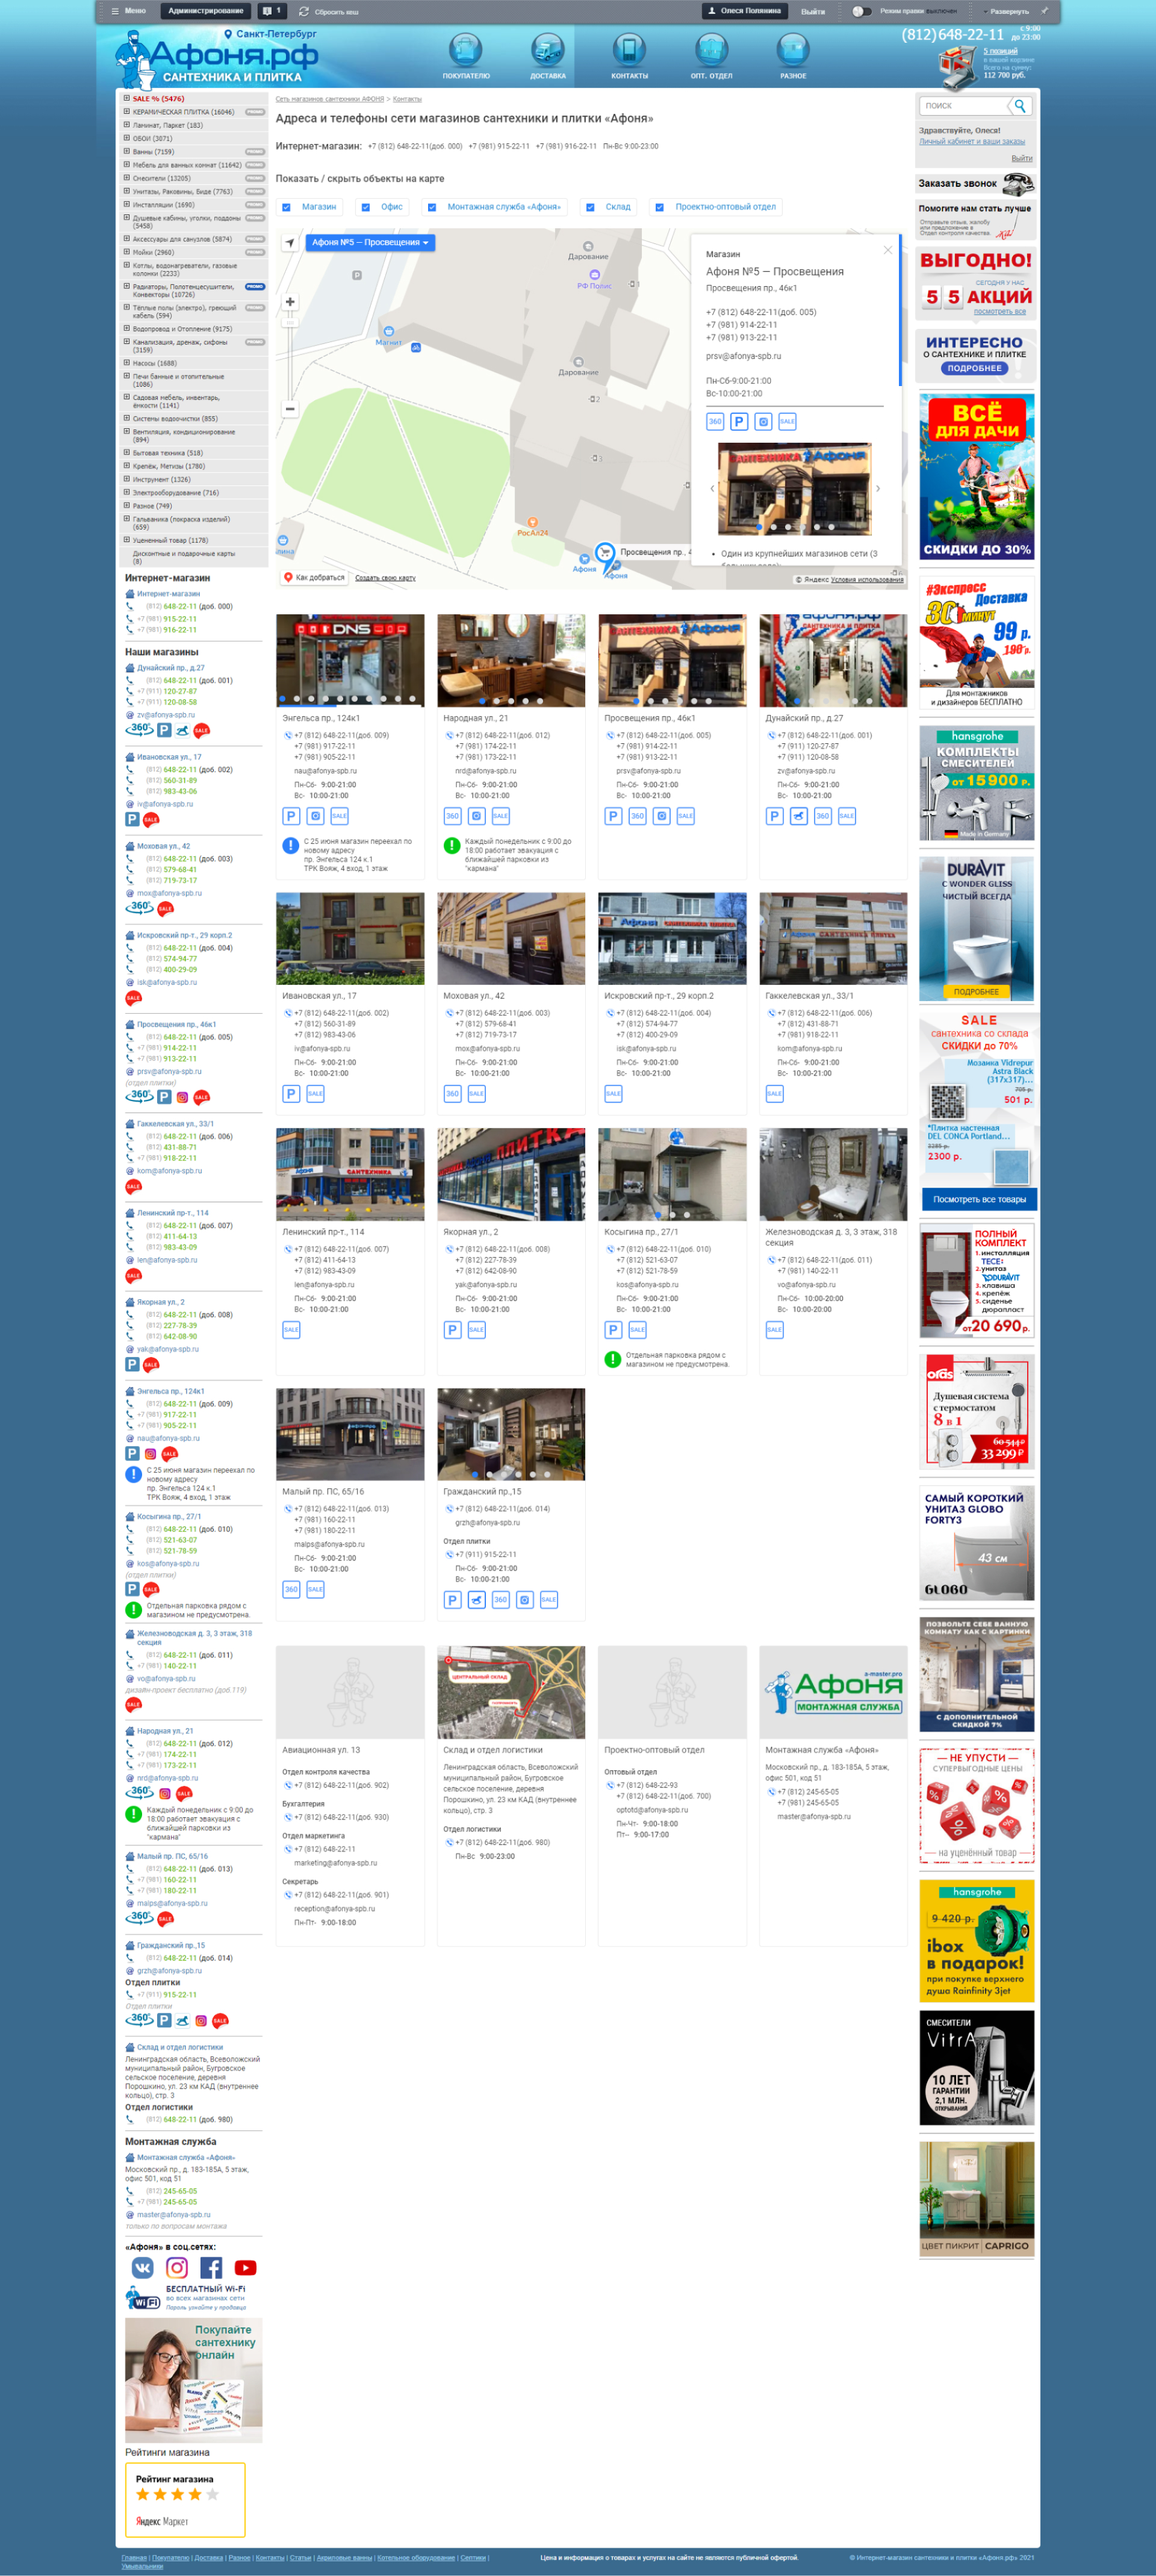 Меню
Администрирование
1
Сбросить кеш
Олеся Полянина
Выйти
Режим правки выключен
Развернуть
Санкт-Петербург
Афоня.рф
САНТЕХНИКА И ПЛИТКА
ПОКУПАТЕЛЮ
ДОСТАВКА
КОНТАКТЫ
ОПТ. ОТДЕЛ
РАЗНОЕ
(812)648-22-11
с 9:00
до 23:00
5 позиций
в вашей корзине
Всего на сумму:
112 700 руб.
SALE % (5476)
КЕРАМИЧЕСКАЯ ПЛИТКА (16046)
Ламинат, Паркет (183)
ОБОИ (3071)
Ванны (7159)
Мебель для ванных комнат (11642)
Смесители (13205)
Унитазы, Раковины, Биде (7763)
Инсталляции (1690)
Душевые кабины, уголки, поддоны
(5458)
Аксессуары для санузлов (5874)
Мойки (2960)
Котлы, водонагреватели, газовые
колонки (2233)
Радиаторы, Полотенцесушители,
Конвекторы (10726)
Тёплые полы (электро), греющий
кабель (594)
Водопровод и Отопление (9175)
Канализация, дренаж, сифоны
(3159)
Насосы (1688)
Печи банные и отопительные
(1086)
Садовая мебель, инвентарь,
ёмкости (1141)
Системы водоочистки (855)
Вентиляция, кондиционирование
(894)
Бытовая техника (518)
Крепёж, Метизы (1780)
Инструмент (1326)
Электрооборудование (716)
Разное (749)
Гальваника (покраска изделий)
(659)
Уцененный товар (1178)
Дисконтные и подарочные карты
(8)
Интернет-магазин
Интернет-магазин
(812) 648-22-11 (доб. 000)
+7 (981) 915-22-11
+7 (981) 916-22-11
Наши магазины
Дунайский пр., д.27
(812) 648-22-11 (доб. 001)
+7 (911) 120-27-87
+7 (911) 120-08-58
zv@afonya-spb.ru
Ивановская ул., 17
(812) 648-22-11 (доб. 002)
(812) 560-31-89
(812) 983-43-06
iv@afonya-spb.ru
Моховая ул., 42
(812) 648-22-11 (доб. 003)
(812) 579-68-41
(812) 719-73-17
mox@afonya-spb.ru
Искровский пр-т., 29 корп.2
(812) 648-22-11 (доб. 004)
(812) 574-94-77
(812) 400-29-09
isk@afonya-spb.ru
Просвещения пр., 46к1
(812) 648-22-11 (доб. 005)
+7 (981) 914-22-11
+7 (981) 913-22-11
prsv@afonya-spb.ru
(отдел плитки)
Гаккелевская ул., 33/1
(812) 648-22-11 (доб. 006)
(812) 431-88-71
+7 (981) 918-22-11
kom@afonya-spb.ru
Ленинский пр-т., 114
(812) 648-22-11 (доб. 007)
(812) 411-64-13
(812) 983-43-09
len@afonya-spb.ru
Якорная ул., 2
(812) 648-22-11 (доб. 008)
(812) 227-78-39
(812) 642-08-90
yak@afonya-spb.ru
Энгельса пр., 124к1
(812) 648-22-11 (доб. 009)
+7 (981) 917-22-11
+7 (981) 905-22-11
nau@afonya-spb.ru
С 25 июня магазин переехал по
новому адресу
пр. Энгельса 124 к.1
ТРК Вояж, 4 вход, 1 этаж
Косыгина пр., 27/1
(812) 648-22-11 (доб. 010)
(812) 521-63-07
(812) 521-78-59
kos@afonya-spb.ru
(отдел плитки)
Отдельная парковка рядом с
магазином не предусмотрена.
Железноводская д. 3, 3 этаж, 318
секция
(812) 648-22-11 (доб. 011)
+7 (981) 140-22-11
vo@afonya-spb.ru
дизайн-проект бесплатно (доб.119)
Народная ул., 21
(812) 648-22-11 (доб. 012)
+7 (981) 174-22-11
+7 (981) 173-22-11
nrd@afonya-spb.ru
Каждый понедельник с 9:00 до
18:00 работает эвакуация с
ближайшей парковки из
"кармана"
Малый пр. ПС, 65/16
(812) 648-22-11 (доб. 013)
+7 (981) 160-22-11
+7 (981) 180-22-11
malps@afonya-spb.ru
Гражданский пр.,15
(812) 648-22-11 (доб. 014)
grzh@afonya-spb.ru
Отдел плитки
+7 (911) 915-22-11
Отдел плитки
Склад и отдел логистики
Ленинградская область, Всеволожский
муниципальный район, Бугровское
сельское поселение, деревня
Порошкино, ул. 23 км КАД (внутреннее
кольцо), стр. 3
Отдел логистики
(812) 648-22-11 (доб. 980)
Монтажная служба
Монтажная служба «Афоня»
Московский пр., д. 183-185А, 5 этаж,
офис 501, код 51
(812) 245-65-05
+7 (981) 245-65-05
master@afonya-spb.ru
только по вопросам монтажа
«Афоня» в соц.сетях:
БЕСПЛАТНЫЙ Wi-Fi
во всех магазинах сети
Пароль узнайте у продавца
Покупайте
сантехнику
онлайн
Рейтинги магазина
Рейтинг магазина
Яндекс Маркет
Сеть магазинов сантехники АФОНЯ > Контакты
Адреса и телефоны сети магазинов сантехники и плитки «Афоня»
Интернет-магазин: +7 (812) 648-22-11(доб. 000) +7 (981) 915-22-11 +7 (981) 916-22-11 Пн-Вс 9:00-23:00
Показать / скрыть объекты на карте
Магазин
Офис
Монтажная служба «Афоня»
Склад
Проектно-оптовый отдел
Афоня №5 — Просвещения
Дарование
РФ Полис
Магнит
Дарование
РосАл24
Афоня
Афоня
Просвещения пр., 4
Как добраться
Создать свою карту
© Яндекс Условия использования
Магазин
Афоня №5 — Просвещения
Просвещения пр., 46к1
+7 (812) 648-22-11(доб. 005)
+7 (981) 914-22-11
+7 (981) 913-22-11
prsv@afonya-spb.ru
Пн-Сб-9:00-21:00
Вс-10:00-21:00
360 P SALE
Один из крупнейших магазинов сети (3
Энгельса пр., 124к1
+7 (812) 648-22-11(доб. 009)
+7 (981) 917-22-11
+7 (981) 905-22-11
nau@afonya-spb.ru
Пн-Сб- 9:00-21:00
Вс- 10:00-21:00
P SALE
С 25 июня магазин переехал по
новому адресу
пр. Энгельса 124 к.1
ТРК Вояж, 4 вход, 1 этаж
Народная ул., 21
+7 (812) 648-22-11(доб. 012)
+7 (981) 174-22-11
+7 (981) 173-22-11
nrd@afonya-spb.ru
Пн-Сб- 9:00-21:00
Вс- 10:00-21:00
360 SALE
Каждый понедельник с 9:00 до
18:00 работает эвакуация с
ближайшей парковки из
"кармана"
Просвещения пр., 46к1
+7 (812) 648-22-11(доб. 005)
+7 (981) 914-22-11
+7 (981) 913-22-11
prsv@afonya-spb.ru
Пн-Сб- 9:00-21:00
Вс- 10:00-21:00
P 360 SALE
Дунайский пр., д.27
+7 (812) 648-22-11(доб. 001)
+7 (911) 120-27-87
+7 (911) 120-08-58
zv@afonya-spb.ru
Пн-Сб- 9:00-21:00
Вс- 10:00-21:00
P 360 SALE
Ивановская ул., 17
+7 (812) 648-22-11(доб. 002)
+7 (812) 560-31-89
+7 (812) 983-43-06
iv@afonya-spb.ru
Пн-Сб- 9:00-21:00
Вс- 10:00-21:00
P SALE
Моховая ул., 42
+7 (812) 648-22-11(доб. 003)
+7 (812) 579-68-41
+7 (812) 719-73-17
mox@afonya-spb.ru
Пн-Сб- 9:00-21:00
Вс- 10:00-21:00
360 SALE
Искровский пр-т., 29 корп.2
+7 (812) 648-22-11(доб. 004)
+7 (812) 574-94-77
+7 (812) 400-29-09
isk@afonya-spb.ru
Пн-Сб- 9:00-21:00
Вс- 10:00-21:00
SALE
Гаккелевская ул., 33/1
+7 (812) 648-22-11(доб. 006)
+7 (812) 431-88-71
+7 (981) 918-22-11
kom@afonya-spb.ru
Пн-Сб- 9:00-21:00
Вс- 10:00-21:00
SALE
Ленинский пр-т., 114
+7 (812) 648-22-11(доб. 007)
+7 (812) 411-64-13
+7 (812) 983-43-09
len@afonya-spb.ru
Пн-Сб- 9:00-21:00
Вс- 10:00-21:00
SALE
Якорная ул., 2
+7 (812) 648-22-11(доб. 008)
+7 (812) 227-78-39
+7 (812) 642-08-90
yak@afonya-spb.ru
Пн-Сб- 9:00-21:00
Вс- 10:00-21:00
P SALE
Косыгина пр., 27/1
+7 (812) 648-22-11(доб. 010)
+7 (812) 521-63-07
+7 (812) 521-78-59
kos@afonya-spb.ru
Пн-Сб- 9:00-21:00
Вс- 10:00-21:00
P SALE
Отдельная парковка рядом с
магазином не предусмотрена.
Железноводская д. 3, 3 этаж, 318
секция
+7 (812) 648-22-11(доб. 011)
+7 (981) 140-22-11
vo@afonya-spb.ru
Пн-Сб- 10:00-20:00
Вс- 10:00-20:00
SALE
Малый пр. ПС, 65/16
+7 (812) 648-22-11(доб. 013)
+7 (981) 160-22-11
+7 (981) 180-22-11
malps@afonya-spb.ru
Пн-Сб- 9:00-21:00
Вс- 10:00-21:00
360 SALE
Гражданский пр.,15
+7 (812) 648-22-11(доб. 014)
grzh@afonya-spb.ru
Отдел плитки
+7 (911) 915-22-11
Пн-Сб- 9:00-21:00
Вс- 10:00-21:00
P 360 SALE
Авиационная ул. 13
Отдел контроля качества
+7 (812) 648-22-11(доб. 902)
Бухгалтерия
+7 (812) 648-22-11(доб. 930)
Отдел маркетинга
+7 (812) 648-22-11
marketing@afonya-spb.ru
Секретарь
+7 (812) 648-22-11(доб. 901)
reception@afonya-spb.ru
Пн-Пт- 9:00-18:00
ЦЕНТРАЛЬНЫЙ СКЛАД
Склад и отдел логистики
Ленинградская область, Всеволожский
муниципальный район, Бугровское
сельское поселение, деревня
Порошкино, ул. 23 км КАД (внутреннее
кольцо), стр. 3
Отдел логистики
+7 (812) 648-22-11(доб. 980)
Пн-Вс 9:00-23:00
Проектно-оптовый отдел
Оптовый отдел
+7 (812) 648-22-93
+7 (812) 648-22-11(доб. 700)
optotd@afonya-spb.ru
Пн-Чт- 9:00-18:00
Пт-- 9:00-17:00
a-master.pro
Афоня
МОНТАЖНАЯ СЛУЖБА
Монтажная служба «Афоня»
Московский пр., д. 183-185А, 5 этаж,
офис 501, код 51
+7 (812) 245-65-05
+7 (981) 245-65-05
master@afonya-spb.ru
ПОИСК
Здравствуйте, Олеся!
Личный кабинет и ваши заказы
Выйти
Заказать звонок
Помогите нам стать лучше
Отправьте отзыв, жалобу
или предложение в
Отдел контроля качества.
ВЫГОДНО!
СЕГОДНЯ У НАС
55 АКЦИЙ
посмотреть все
ИНТЕРЕСНО
О САНТЕХНИКЕ И ПЛИТКЕ
ПОДРОБНЕЕ
ВСЁ
ДЛЯ ДАЧИ
СКИДКИ ДО 30%
#Экспресс
Доставка
30 минут
99 р.
198 р.
Для монтажников
и дизайнеров БЕСПЛАТНО
hansgrohe
КОМПЛЕКТЫ
СМЕСИТЕЛЕЙ
от 15900 р.
Made in Germany
DURAVIT
С WONDER GLISS
ЧИСТЫЙ ВСЕГДА
ПОДРОБНЕЕ
SALE
сантехника со склада
СКИДКИ до 70%
Мозаика Vidrepur
Astra Black
(317x317)...
705 р.
501 р.
*Плитка настенная
DEL CONCA Portland...
2300 р.
Посмотреть все товары
ПОЛНЫЙ
КОМПЛЕКТ
1.инсталляция
TECE;
2.унитаз
DURAVIT
3.клавиша
4.крепёж
5.сиденье
дюропласт
от 20 690 р.
oras
Душевая система
с термостатом
8 в 1
60 544 ₽
33 299 ₽
САМЫЙ КОРОТКИЙ
УНИТАЗ GLOBO
FORTY3
43 см
GLOBO
ПОЗВОЛЬТЕ СЕБЕ ВАННУЮ
КОМНАТУ КАК С КАРТИНКИ
С ДОПОЛНИТЕЛЬНОЙ
СКИДКОЙ 7%
— НЕ УПУСТИ —
СУПЕРВЫГОДНЫЕ ЦЕНЫ
— на уценённый товар —
hansgrohe
9 420 р.
ibox
в подарок!
при покупке верхнего
душа Rainfinity 3jet
СМЕСИТЕЛИ
VitrA
10 ЛЕТ
ГАРАНТИИ
2,1 МЛН.
ОТКРЫВАНИЙ
ЦВЕТ ПИКРИТ | CAPRIGO
Главная | Покупателю | Доставка | Разное | Контакты | Статьи | Акриловые ванны | Котельное оборудование | Септики |
Умывальники
Цена и информация о товарах и услугах на сайте не являются публичной офертой.
© Интернет-магазин сантехники и плитки «Афоня.рф» 2021